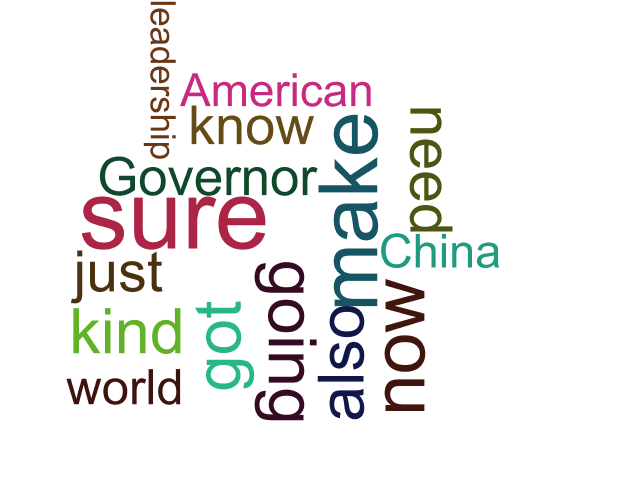 leadership
American
know
need
make
Governor
sure
China
just
going
now
got
kind
also
world